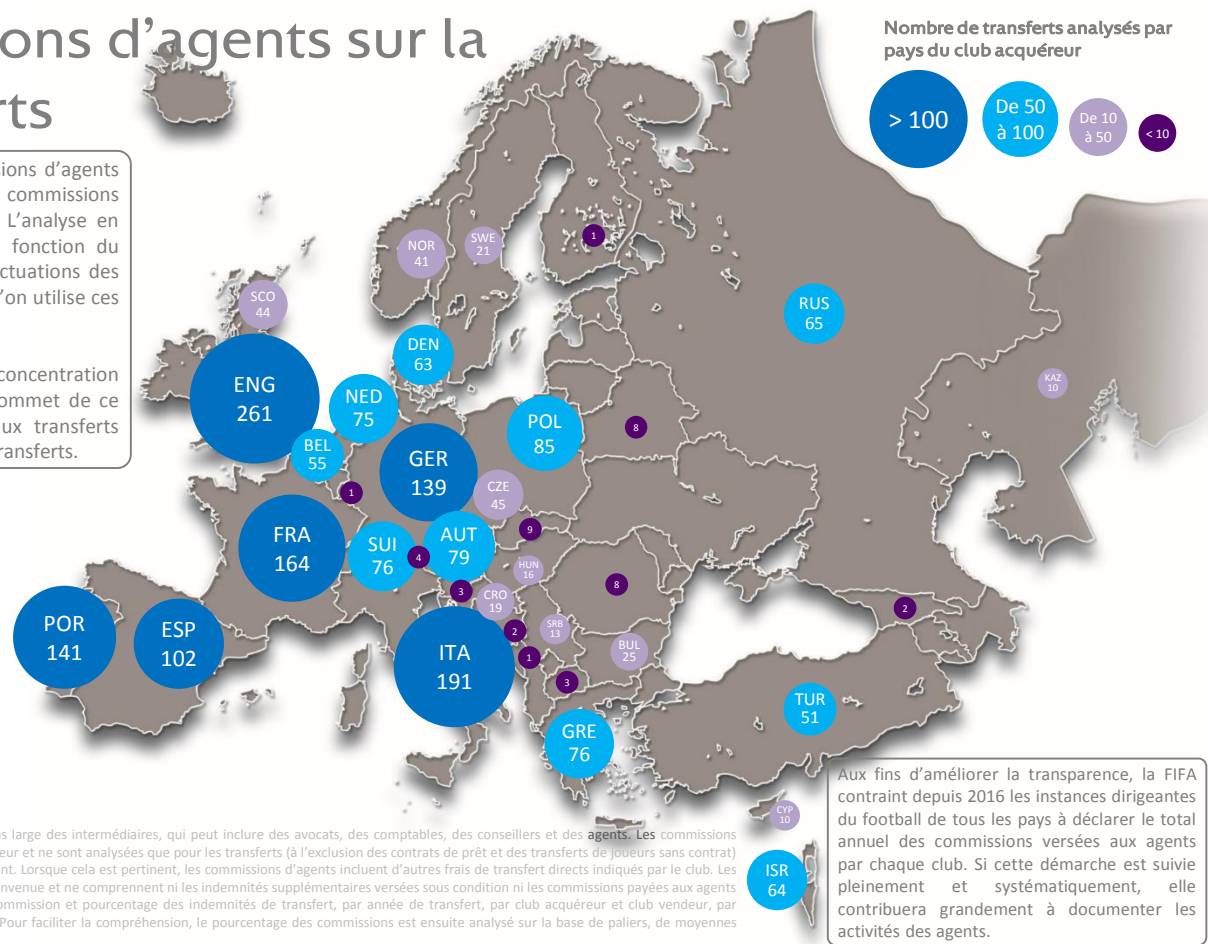 ons d'agents sur la
rts
Nombre de transferts analysés par
pays du club acquéreur
> 100
De 50
à 100
De 10
à 50
< 10
sions d'agents
commissions
L'analyse en
fonction du
ctuations des
'on utilise ces
concentration
ommet de ce
ux transferts
ransferts.
NOR
41
SWE
21
1
SCO
44
RUS
65
DEN
63
ENG
261
NED
75
KAZ
10
POL
85
8
BEL
55
GER
139
1
CZE
45
FRA
164
SUI
76
4
AUT
79
9
HUN
16
3
CRO
19
8
2
POR
141
ESP
102
ITA
191
2
SRB
13
BUL
25
1
3
TUR
51
GRE
76
CYP
10
ISR
64
Aux fins d'améliorer la transparence, la FIFA
contraint depuis 2016 les instances dirigeantes
du football de tous les pays à déclarer le total
annuel des commissions versées aux agents
par chaque club. Si cette démarche est suivie
pleinement et systématiquement, elle
contribuera grandement à documenter les
activités des agents.
us large des intermédiaires, qui peut inclure des avocats, des comptables, des conseillers et des agents. Les commissions
eur et ne sont analysées que pour les transferts (à l'exclusion des contrats de prêt et des transferts de joueurs sans contrat)
ent. Lorsque cela est pertinent, les commissions d'agents incluent d'autres frais de transfert directs indiqués par le club. Les
nvenue et ne comprennent ni les indemnités supplémentaires versées sous condition ni les commissions payées aux agents
ommission et pourcentage des indemnités de transfert, par année de transfert, par club acquéreur et club vendeur, par
Pour faciliter la compréhension, le pourcentage des commissions est ensuite analysé sur la base de paliers, de moyennes